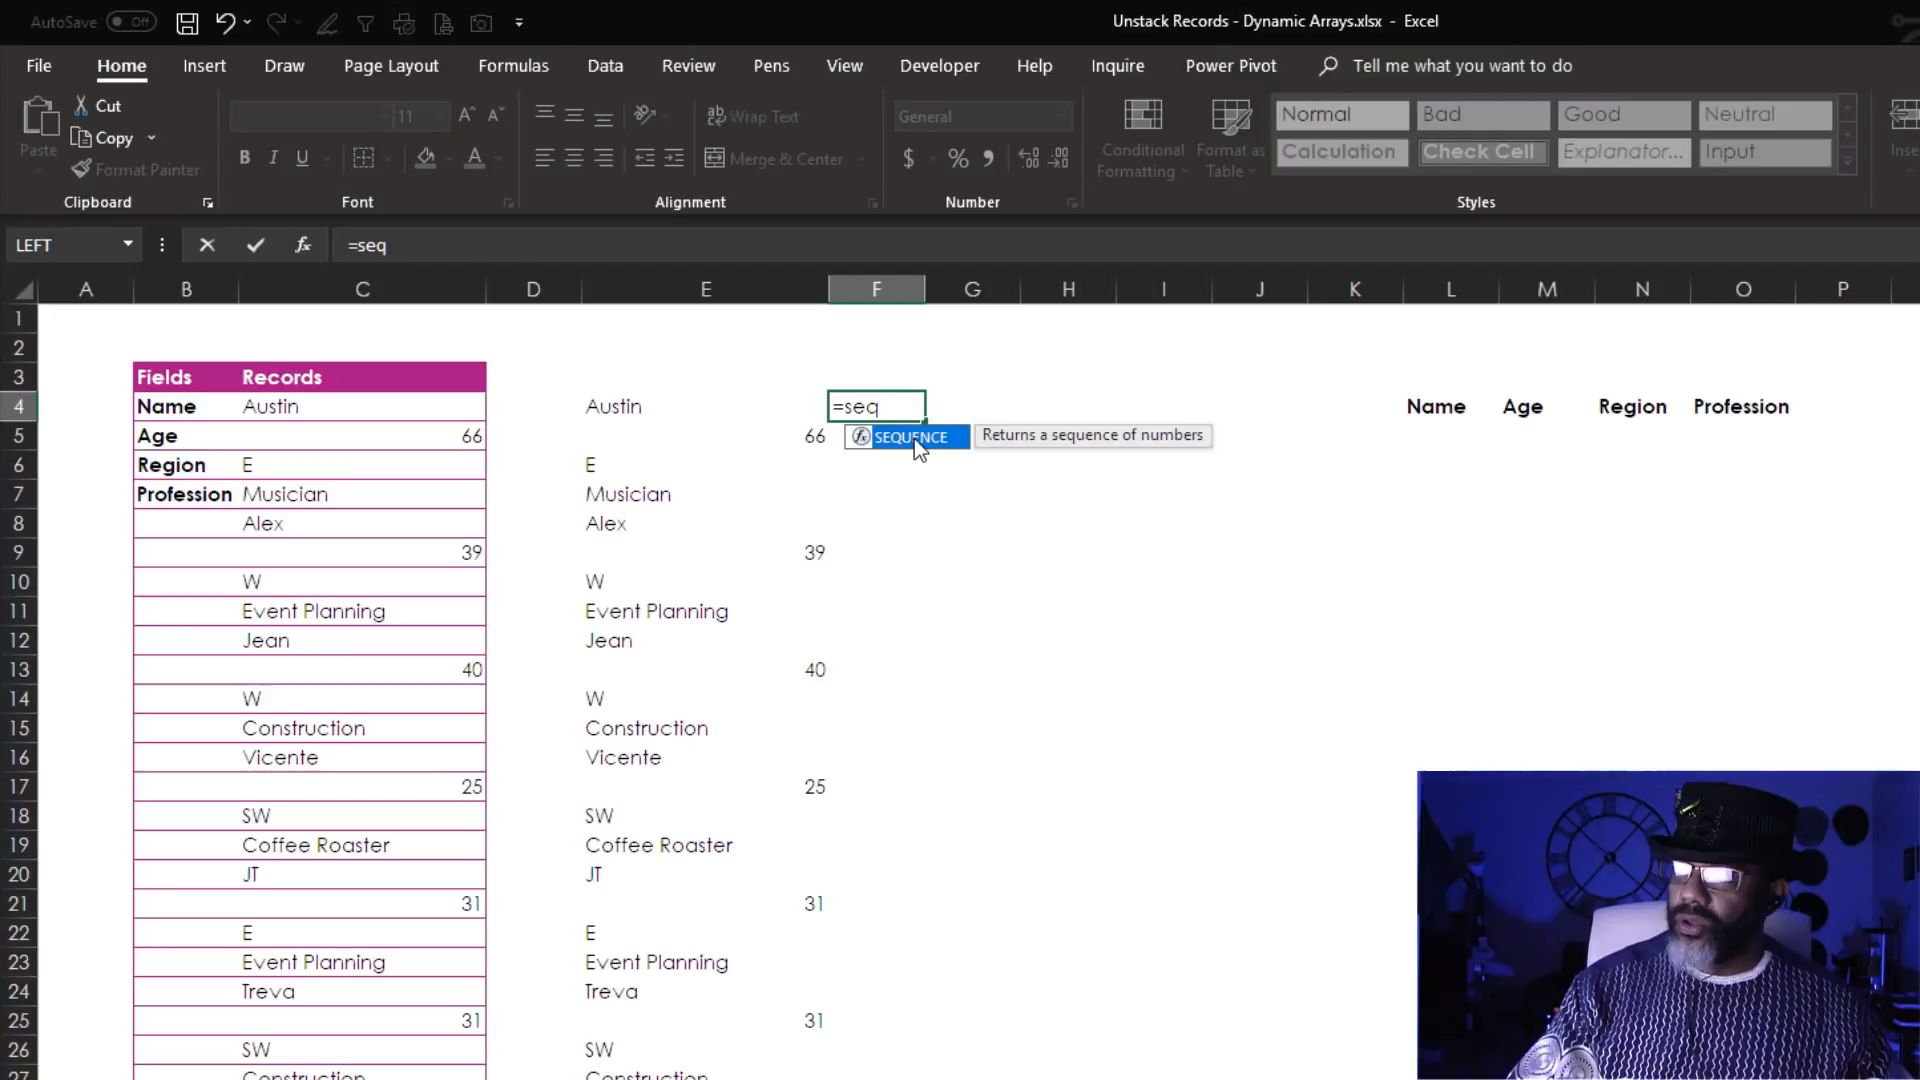 AutoSave Off
Unstack Records - Dynamic Arrays.xlsx - Excel
File Home Insert Draw Page Layout Formulas Data Review Pens View Developer Help Inquire Power Pivot Tell me what you want to do
Paste
Cut
Copy
Format Painter
Clipboard
11
B I U
Font
Wrap Text
Merge & Center
Alignment
General
$ % ,
Number
Conditional Formatting
Format as Table
Normal Bad Good Neutral
Calculation Check Cell Explanator... Input
Styles
Inse
LEFT
fx
=seq
A B C D E F G H I J K L M N O P
1
2
3 Fields Records
4 Name Austin Austin =seq Name Age Region Profession
5 Age 66 66 SEQUENCE Returns a sequence of numbers
6 Region E E
7 Profession Musician Musician
8 Alex Alex
9 39 39
10 W W
11 Event Planning Event Planning
12 Jean Jean
13 40 40
14 W W
15 Construction Construction
16 Vicente Vicente
17 25 25
18 SW SW
19 Coffee Roaster Coffee Roaster
20 JT JT
21 31 31
22 E E
23 Event Planning Event Planning
24 Treva Treva
25 31 31
26 SW SW
27 Construction Construction